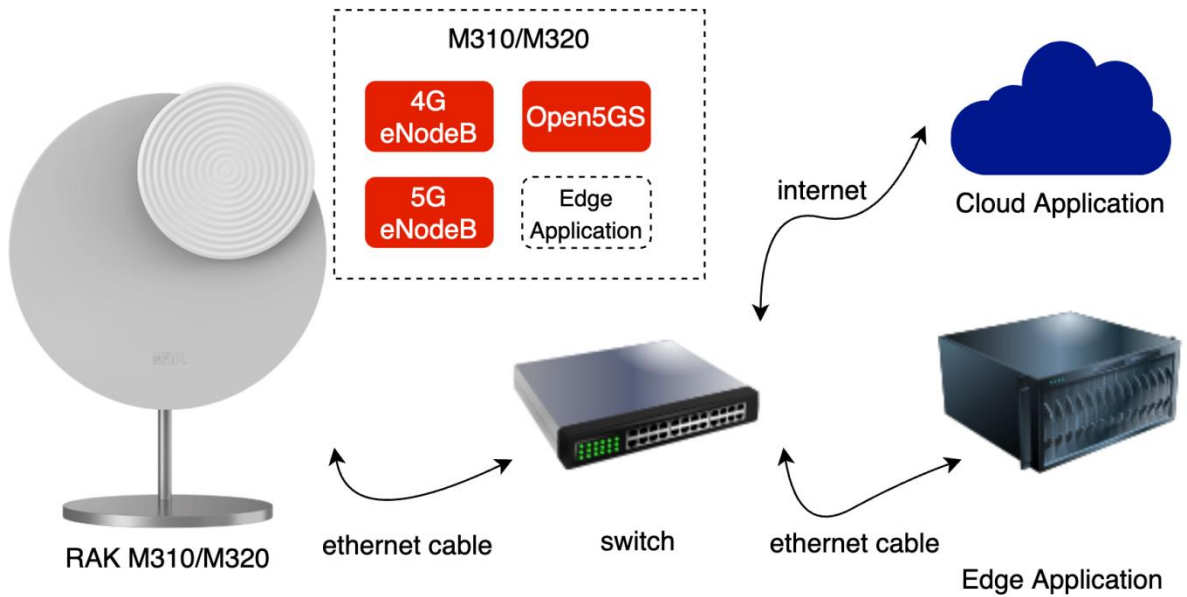 M310/M320
4G
eNodeB
Open5GS
5G
eNodeB
Edge
Application
internet
Cloud Application
RAK M310/M320
ethernet cable
switch
ethernet cable
Edge Application